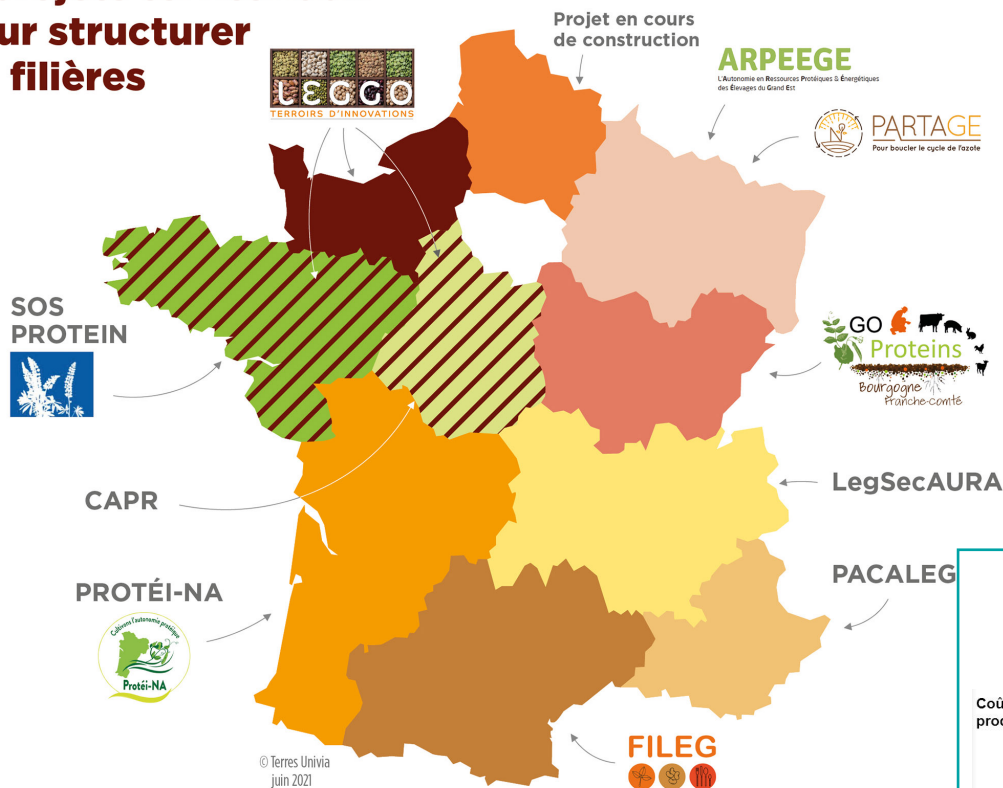 ur structurer
filières
Projet en cours
de construction
LEGGO
TERROIRS D'INNOVATIONS
ARPEEGE
L'Autonomie en Ressources Protéiques & Énergétiques
des Élevages du Grand Est
PARTAGE
Pour boucler le cycle de l'azote
SOS
PROTEIN
GO
Proteins
Bourgogne
Franche-comté
CAPR
LegSecAURA
PROTÉI-NA
Cultivons l'autonomie protéique
Protéi-NA
PACALEG
FILEG
© Terres Univia
juin 2021
Coû
prod